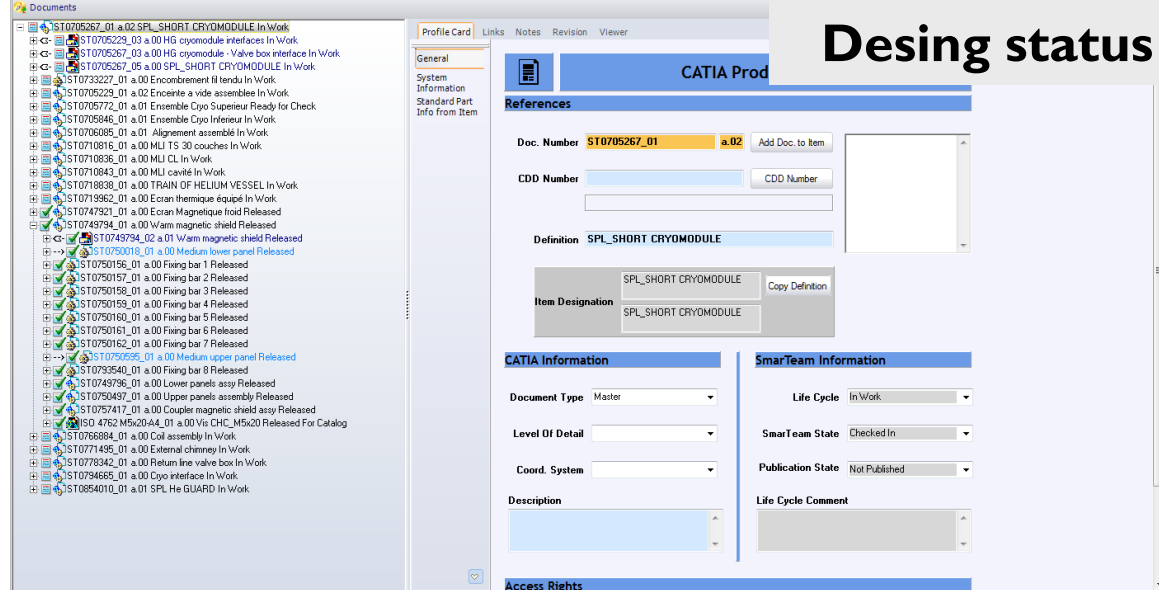 Documents
Desing status
ST0705267_01 a.02 SPL_SHORT CRYOMODULE In Work
ST0705229_03 a.00 HG cryomodule interfaces In Work
ST0705267_03 a.00 HG cryomodule - Valve box interface In Work
ST0705267_05 a.00 SPL_SHORT CRYOMODULE In Work
ST0733227_01 a.00 Encombrement fil tendu In Work
ST0705229_01 a.02 Enceinte a vide assemblee In Work
ST0705772_01 a.01 Ensemble Cryo Superieur Ready for Check
ST0705846_01 a.01 Ensemble Cryo Inferieur In Work
ST0706085_01 a.01 Alignement assemblé In Work
ST0710816_01 a.00 MLI TS 30 couches In Work
ST0710836_01 a.00 MLI CL In Work
ST0710843_01 a.00 MLI cavité In Work
ST0718838_01 a.00 TRAIN OF HELIUM VESSEL In Work
ST0719962_01 a.00 Ecran thermique équipé In Work
ST0747921_01 a.00 Ecran Magnetique froid Released
ST0749794_01 a.00 Warm magnetic shield Released
ST0749794_02 a.01 Warm magnetic shield Released
ST0750018_01 a.00 Medium lower panel Released
ST0750156_01 a.00 Fixing bar 1 Released
ST0750157_01 a.00 Fixing bar 2 Released
ST0750158_01 a.00 Fixing bar 3 Released
ST0750159_01 a.00 Fixing bar 4 Released
ST0750160_01 a.00 Fixing bar 5 Released
ST0750161_01 a.00 Fixing bar 6 Released
ST0750162_01 a.00 Fixing bar 7 Released
ST0750595_01 a.00 Medium upper panel Released
ST0793540_01 a.00 Fixing bar 8 Released
ST0749796_01 a.00 Lower panels assy Released
ST0750497_01 a.00 Upper panels assembly Released
ST0757417_01 a.00 Coupler magnetic shield assy Released
ISO 4762 M5x20-A4_01 a.00 Vis CHC_M5x20 Released For Catalog
ST0766884_01 a.00 Coil assembly In Work
ST0771495_01 a.00 External chimney In Work
ST0778342_01 a.00 Return line valve box In Work
ST0794665_01 a.00 Cryo interface In Work
ST0854010_01 a.01 SPL He GUARD In Work
Profile Card Links Notes Revision Viewer
General
System
Information
Standard Part
Info from Item
CATIA Prod
References
Doc. Number ST0705267_01 a.02 Add Doc. to Item
CDD Number CDD Number
Definition SPL_SHORT CRYOMODULE
SPL_SHORT CRYOMODULE Copy Definition
Item Designation
SPL_SHORT CRYOMODULE
CATIA Information SmarTeam Information
Document Type Master Life Cycle In Work
Level Of Detail SmarTeam State Checked In
Coord. System Publication State Not Published
Description Life Cycle Comment
Access Rights